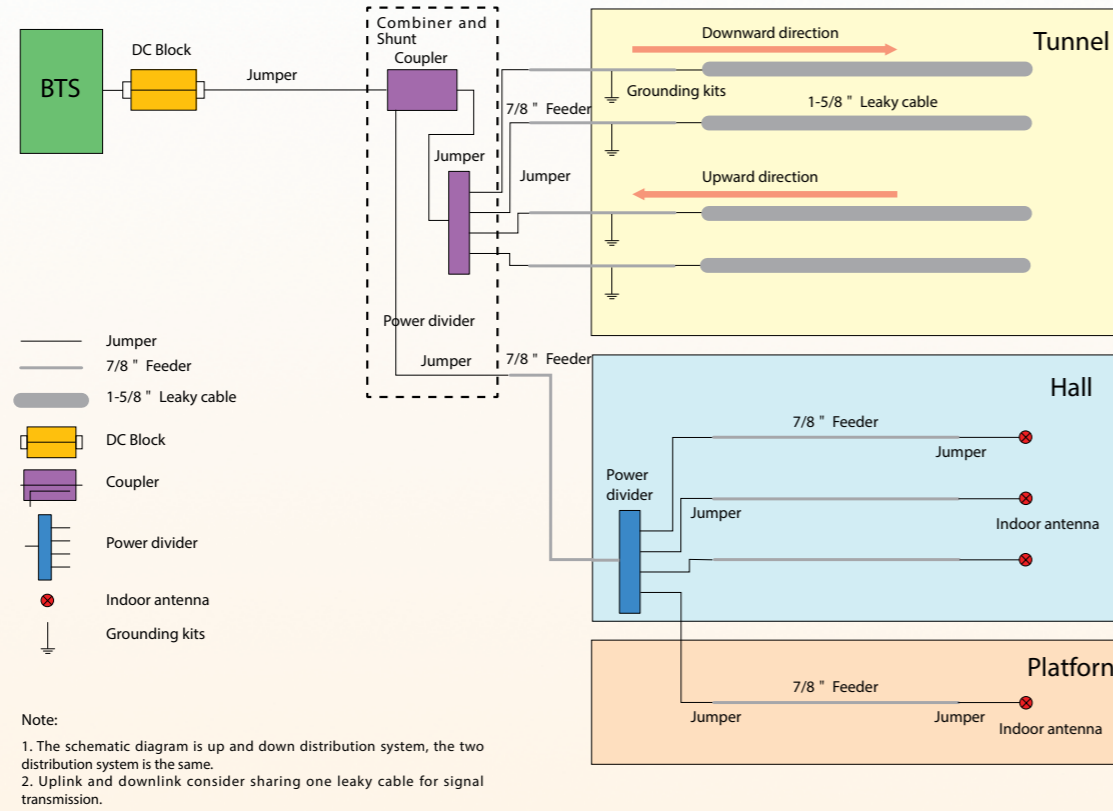 Combiner and
Shunt
Coupler
BTS
DC Block
Jumper
Downward direction
Tunnel
Grounding kits
7/8 " Feeder
1-5/8 " Leaky cable
Jumper
Jumper
Upward direction
Power divider
Jumper
7/8 " Feeder
Jumper
7/8 " Feeder
1-5/8 " Leaky cable
DC Block
Coupler
Power divider
Indoor antenna
Grounding kits
Hall
7/8 " Feeder
Jumper
Power
divider
Jumper
Indoor antenna
Platforn
7/8 " Feeder
Jumper
Jumper
Indoor antenna
Note:
1. The schematic diagram is up and down distribution system, the two
distribution system is the same.
2. Uplink and downlink consider sharing one leaky cable for signal
transmission.